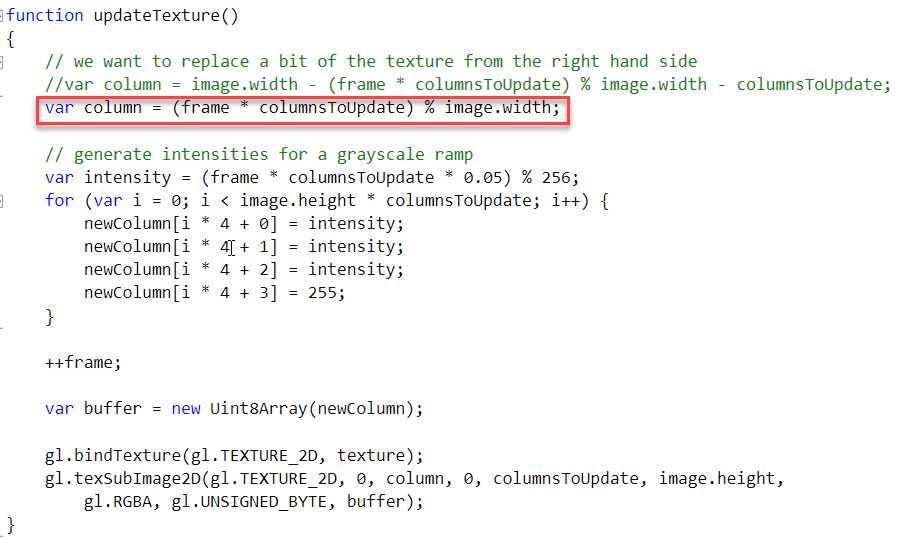 function updateTexture()
{
    // we want to replace a bit of the texture from the right hand side
    //var column = image.width - (frame * columnsToUpdate) % image.width - columnsToUpdate;
    var column = (frame * columnsToUpdate) % image.width;

    // generate intensities for a grayscale ramp
    var intensity = (frame * columnsToUpdate * 0.05) % 256;
    for (var i = 0; i < image.height * columnsToUpdate; i++) {
        newColumn[i * 4 + 0] = intensity;
        newColumn[i * 4 + 1] = intensity;
        newColumn[i * 4 + 2] = intensity;
        newColumn[i * 4 + 3] = 255;
    }

    ++frame;

    var buffer = new Uint8Array(newColumn);

    gl.bindTexture(gl.TEXTURE_2D, texture);
    gl.texSubImage2D(gl.TEXTURE_2D, 0, column, 0, columnsToUpdate, image.height,
        gl.RGBA, gl.UNSIGNED_BYTE, buffer);
}